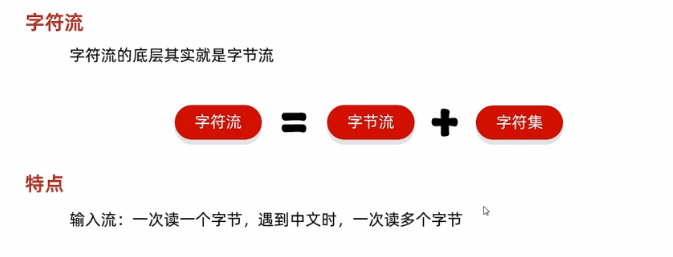 字符流
字符流的底层其实就是字节流
字符流 = 字节流 + 字符集
特点
输入流：一次读一个字节，遇到中文时，一次读多个字节